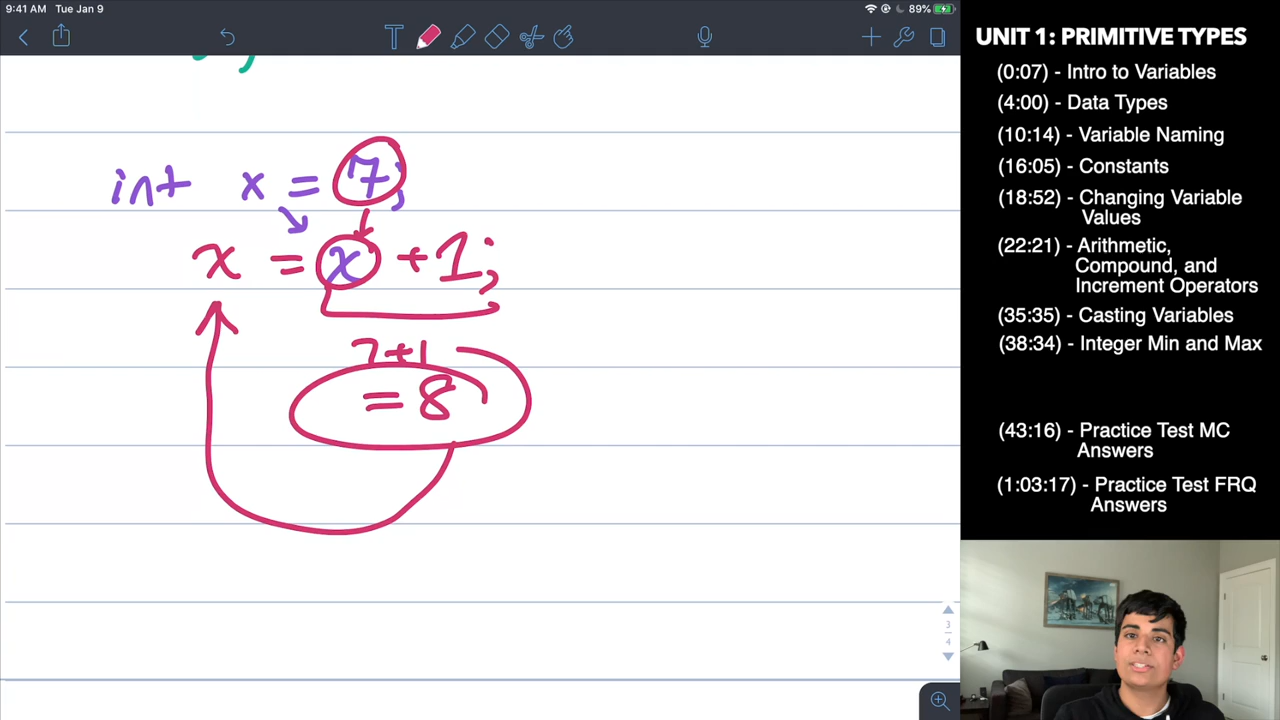 9:41 AM Tue Jan 9
89%
int x = 7;
x = x + 1;
7+1
= 8
3
4
UNIT 1: PRIMITIVE TYPES
(0:07) - Intro to Variables
(4:00) - Data Types
(10:14) - Variable Naming
(16:05) - Constants
(18:52) - Changing Variable
Values
(22:21) - Arithmetic,
Compound, and
Increment Operators
(35:35) - Casting Variables
(38:34) - Integer Min and Max
(43:16) - Practice Test MC
Answers
(1:03:17) - Practice Test FRQ
Answers